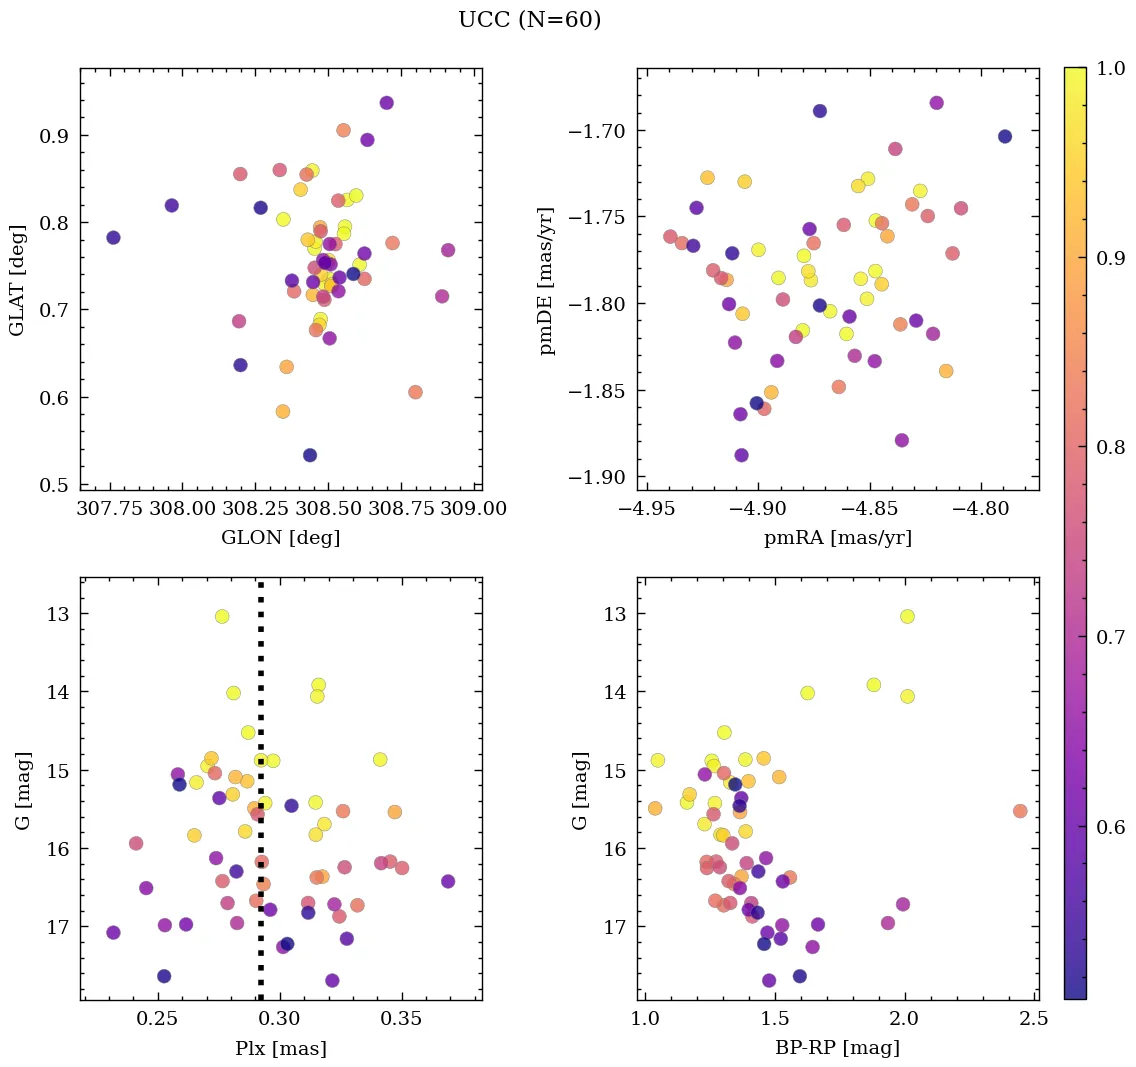 UCC (N=60)
0.9
0.8
0.7
0.6
0.5
GLAT [deg]
307.75 308.00 308.25 308.50 308.75 309.00
GLON [deg]
−1.70
−1.75
−1.80
−1.85
−1.90
pmDE [mas/yr]
−4.95 −4.90 −4.85 −4.80
pmRA [mas/yr]
1.0
0.9
0.8
0.7
0.6
13
14
15
16
17
G [mag]
0.25 0.30 0.35
Plx [mas]
13
14
15
16
17
G [mag]
1.0 1.5 2.0 2.5
BP-RP [mag]